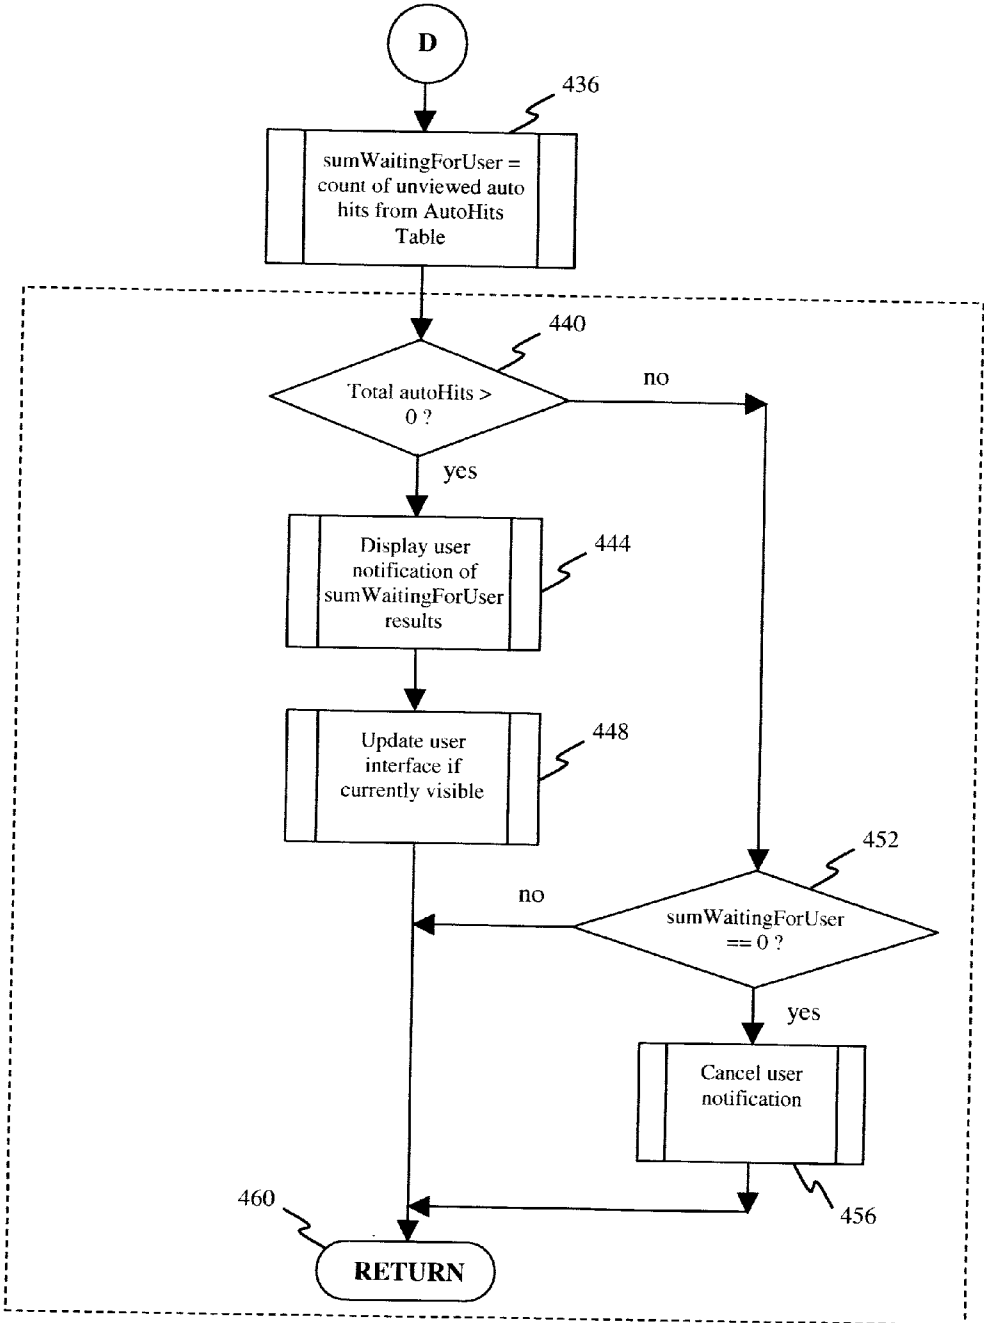 D
436
sumWaitingForUser =
count of unviewed auto
hits from AutoHits
Table
440
Total autoHits >
0 ?
no
yes
Display user
notification of
sumWaitingForUser
results
444
Update user
interface if
currently visible
448
452
sumWaitingForUser
== 0 ?
no
yes
Cancel user
notification
456
460
RETURN